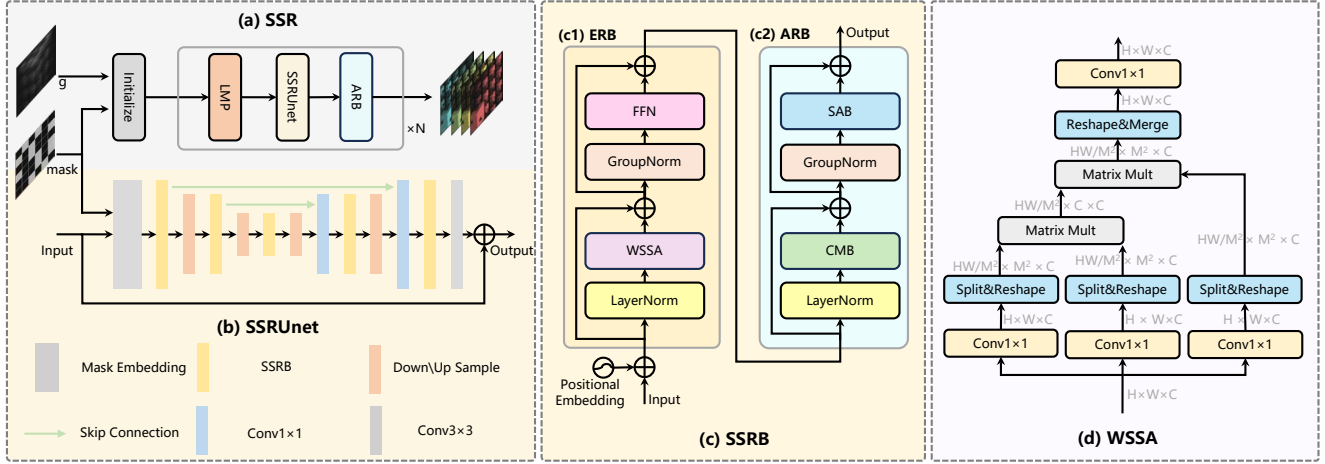 (a) SSR
g
mask
Initialize
LMP
SSRUnet
ARB
×N
Input
Output
(b) SSRUnet
Mask Embedding
SSRB
Down\Up Sample
Skip Connection
Conv1×1
Conv3×3
(c1) ERB
FFN
GroupNorm
WSSA
LayerNorm
Positional
Embedding
Input
(c2) ARB
Output
SAB
GroupNorm
CMB
LayerNorm
(c) SSRB
H×W×C
Conv1×1
H×W×C
Reshape&Merge
HW/M² × M² × C
Matrix Mult
HW/M² × C ×C
Matrix Mult
HW/M² × M² × C
HW/M² × M² × C
HW/M² × M² × C
Split&Reshape
Split&Reshape
Split&Reshape
H×W×C
H × W×C
H × W×C
Conv1×1
Conv1×1
Conv1×1
H×W×C
(d) WSSA